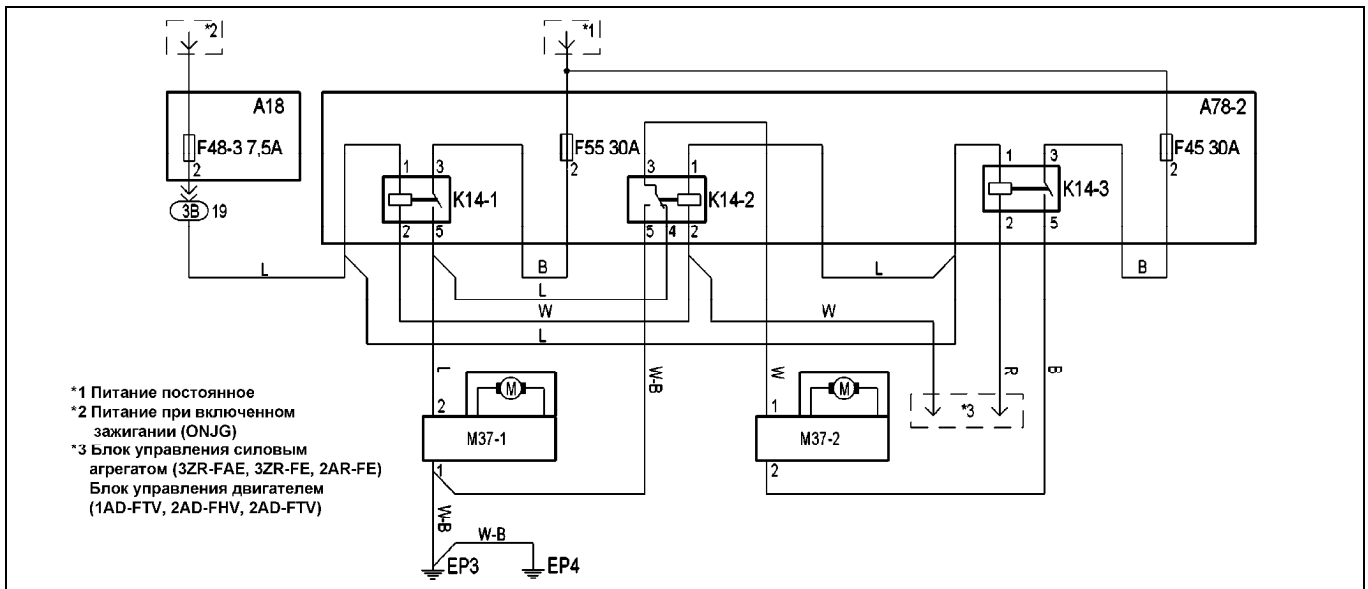 *2
*1
A18
A78-2
F48-3 7,5A
2
3B 19
F55 30A
2
F45 30A
2
1 3
K14-1
2 5
3 1
K14-2
5 4 2
1 3
K14-3
2 5
L
B
L
W
L
L
W
B
L
W-B
W
R
B
*3
2
M
M37-1
1
1
M
M37-2
2
W-B
W-B
EP3
EP4
*1 Питание постоянное
*2 Питание при включенном
зажигании (ONJG)
*3 Блок управления силовым
агрегатом (3ZR-FAE, 3ZR-FE, 2AR-FE)
Блок управления двигателем
(1AD-FTV, 2AD-FHV, 2AD-FTV)